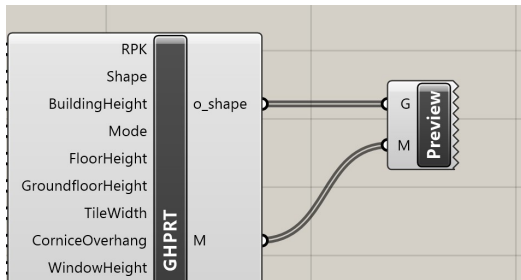 RPK
Shape
BuildingHeight
Mode
FloorHeight
GroundfloorHeight
TileWidth
CorniceOverhang
WindowHeight
GHPRT
o_shape
M
G
M
Preview